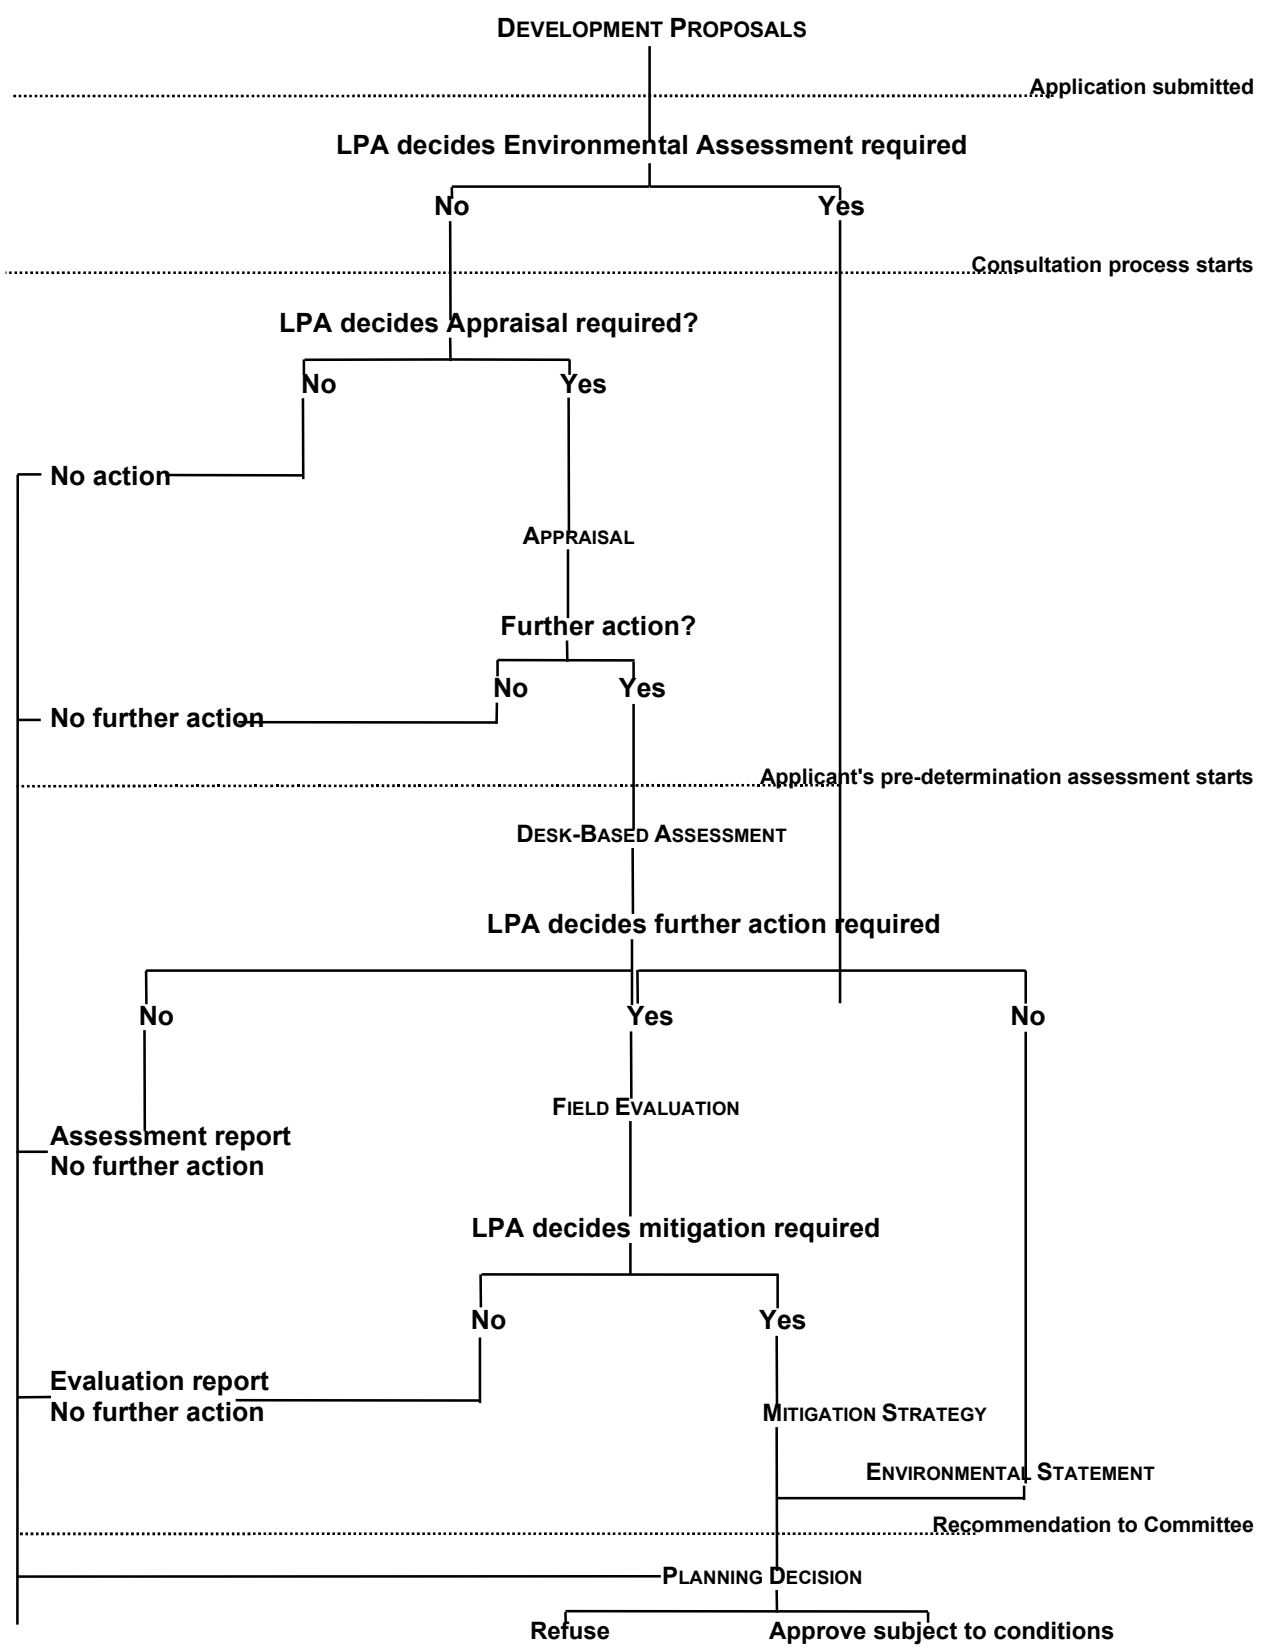 DEVELOPMENT PROPOSALS
Application submitted
LPA decides Environmental Assessment required
No
Yes
Consultation process starts
LPA decides Appraisal required?
No
Yes
No action
APPRAISAL
Further action?
No
Yes
No further action
Applicant's pre-determination assessment starts
DESK-BASED ASSESSMENT
LPA decides further action required
No
Yes
No
FIELD EVALUATION
Assessment report
No further action
LPA decides mitigation required
No
Yes
Evaluation report
No further action
MITIGATION STRATEGY
ENVIRONMENTAL STATEMENT
Recommendation to Committee
PLANNING DECISION
Refuse
Approve subject to conditions